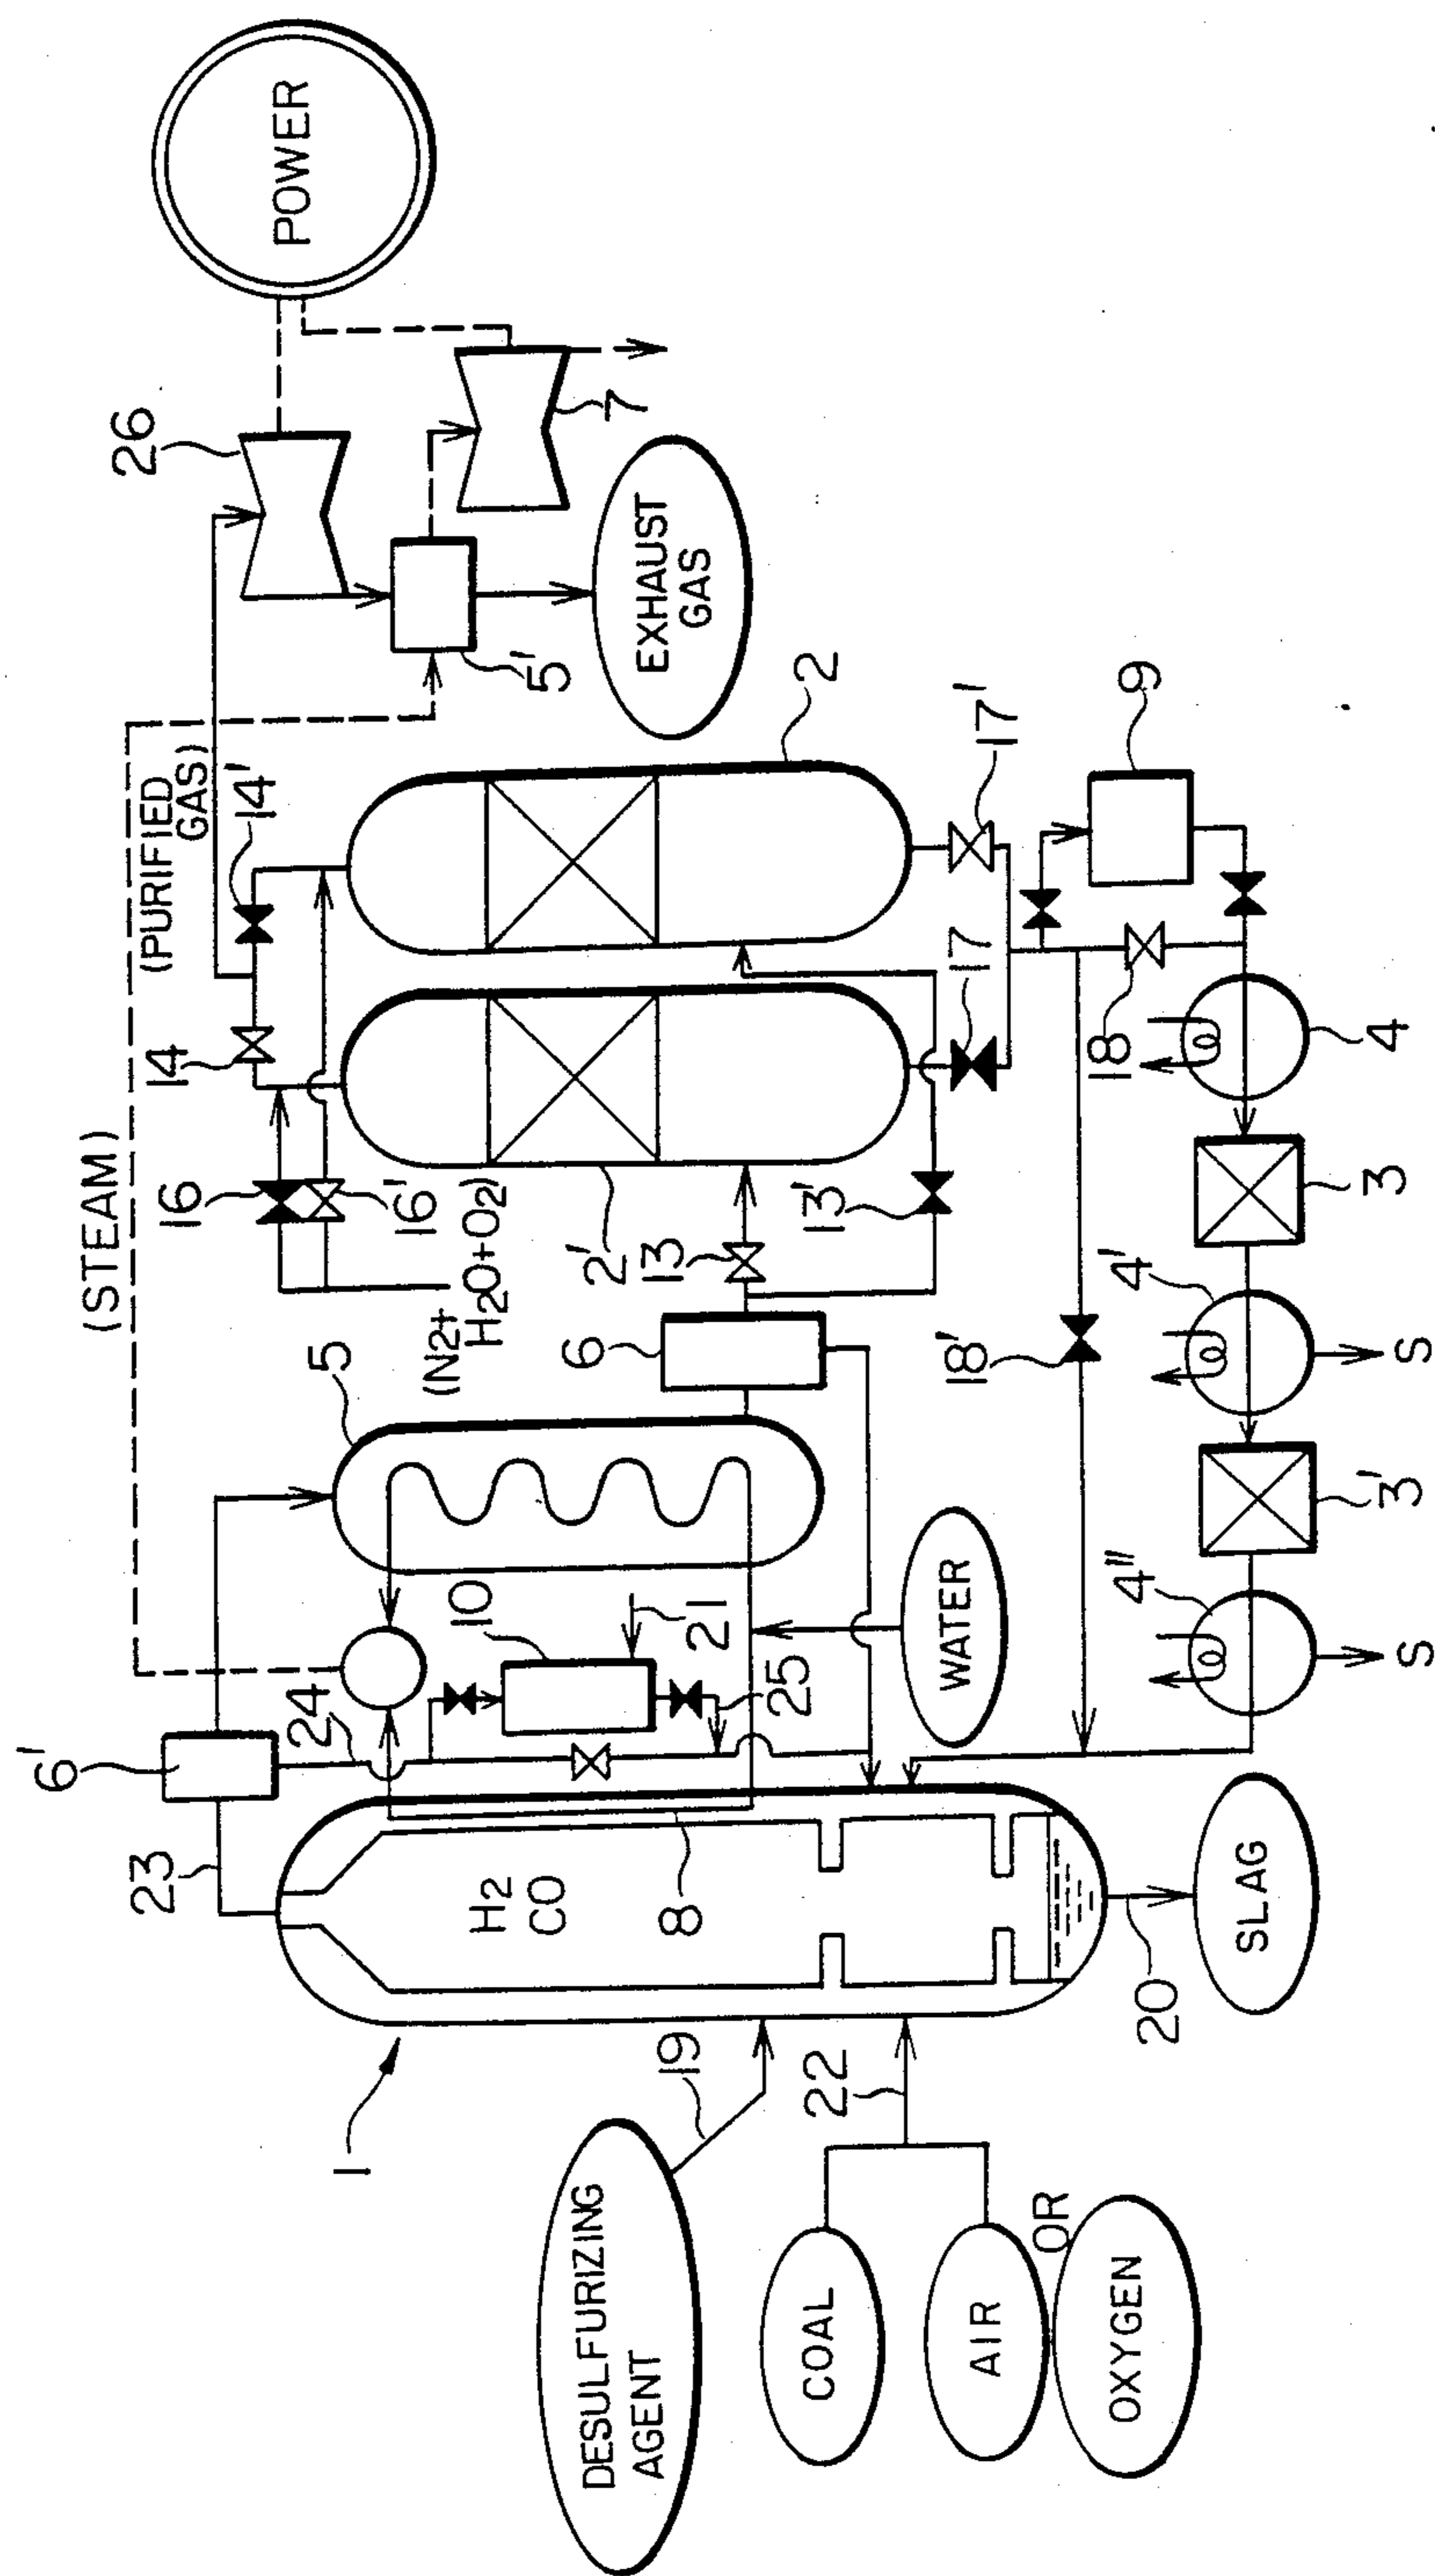 POWER
26
7
5'
EXHAUST
GAS
(STEAM)
(PURIFIED
GAS)
14'
14
2
17'
9
16
16'
(N2+
H2O+O2)
2'
13
13'
17
18
4
3
6
18'
4'
S
3'
4"
S
5
10
21
25
WATER
6'
24
23
H2
CO
8
1
19
22
20
SLAG
DESULFURIZING
AGENT
COAL
AIR
OR
OXYGEN